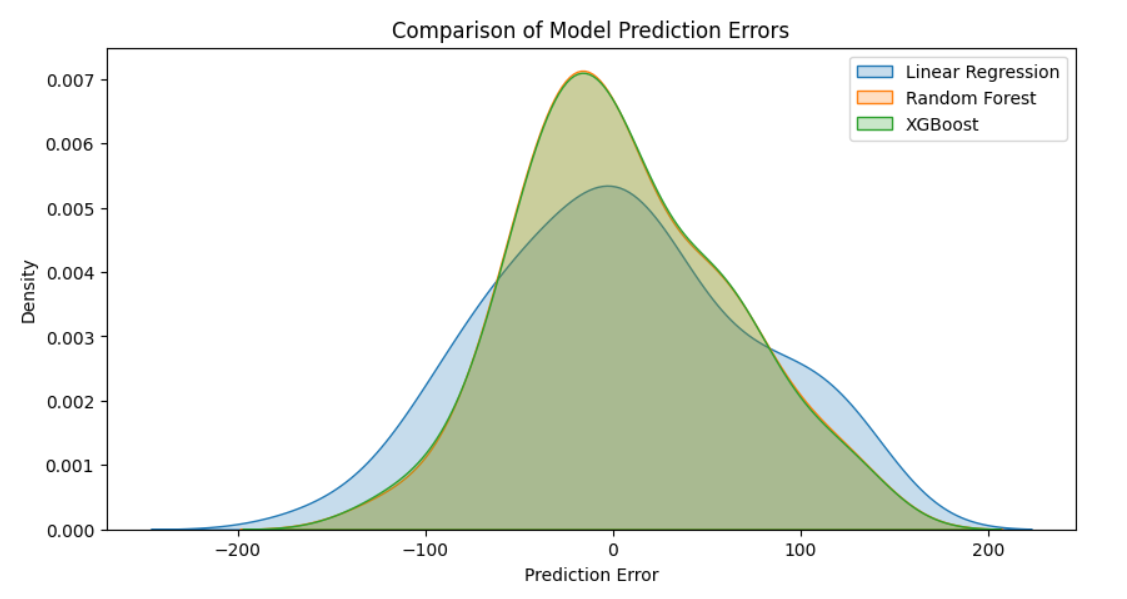 Comparison of Model Prediction Errors
Linear Regression
Random Forest
XGBoost
Density
0.007
0.006
0.005
0.004
0.003
0.002
0.001
0.000
−200
−100
0
100
200
Prediction Error